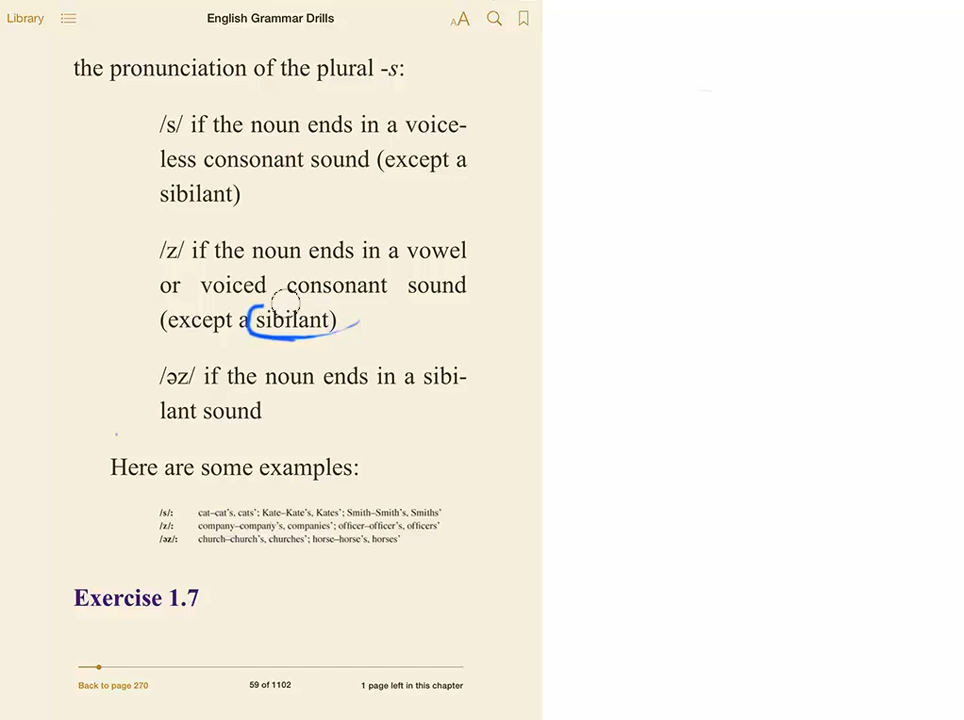 Library
English Grammar Drills
AA
the pronunciation of the plural -s:
/s/ if the noun ends in a voice-
less consonant sound (except a
sibilant)
/z/ if the noun ends in a vowel
or voiced consonant sound
(except a sibilant)
/əz/ if the noun ends in a sibi-
lant sound
Here are some examples:
/s/: cat–cat's, cats'; Kate–Kate's, Kates'; Smith–Smith's, Smiths'
/z/: company–company's, companies'; officer–officer's, officers'
/əz/: church–church's, churches'; horse–horse's, horses'
Exercise 1.7
Back to page 270
59 of 1102
1 page left in this chapter